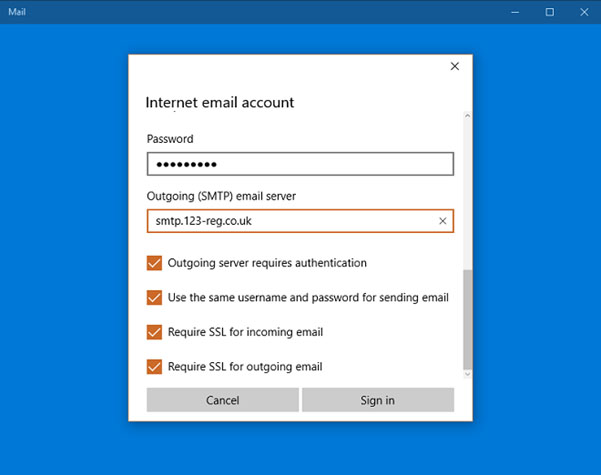 Mail
Internet email account
Password
●●●●●●●●●
Outgoing (SMTP) email server
smtp.123-reg.co.uk
Outgoing server requires authentication
Use the same username and password for sending email
Require SSL for incoming email
Require SSL for outgoing email
Cancel Sign in